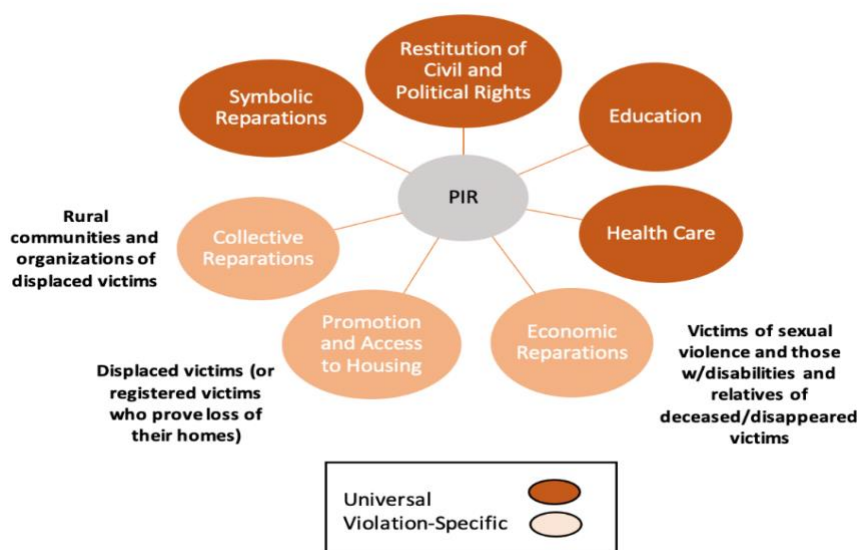 Restitution of
Civil and
Political Rights
Symbolic
Reparations
Education
PIR
Rural
communities and
organizations of
displaced victims
Collective
Reparations
Health Care
Promotion
and Access
to Housing
Economic
Reparations
Displaced victims (or
registered victims
who prove loss of
their homes)
Victims of sexual
violence and those
w/disabilities and
relatives of
deceased/disappeared
victims
Universal
Violation-Specific